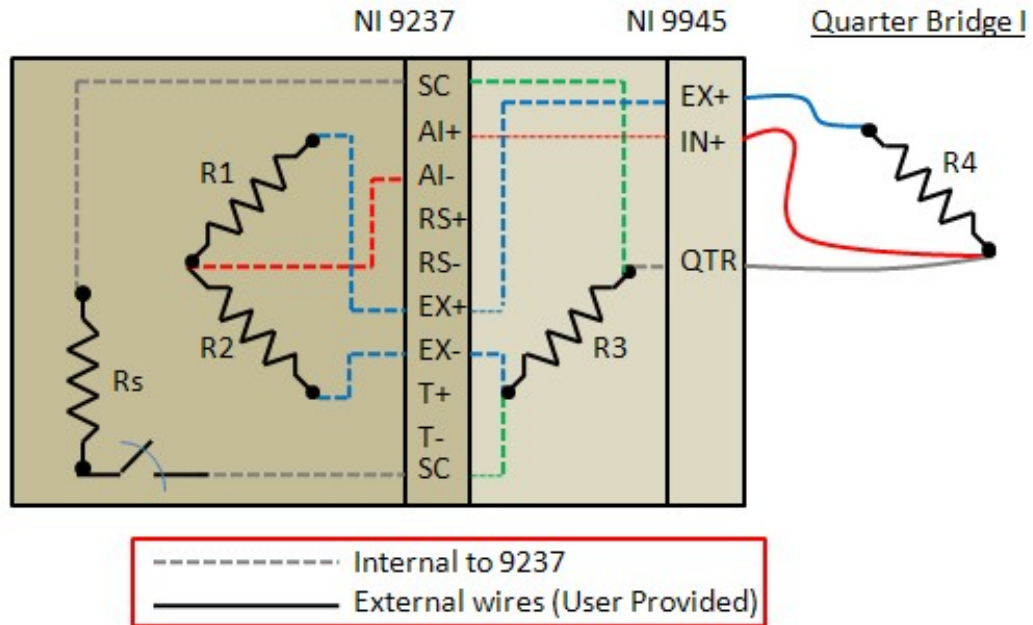 NI 9237
NI 9945
Quarter Bridge I
SC
AI+
AI-
RS+
RS-
EX+
EX-
T+
T-
SC
EX+
IN+
QTR
R1
R2
Rs
R3
R4
Internal to 9237
External wires (User Provided)